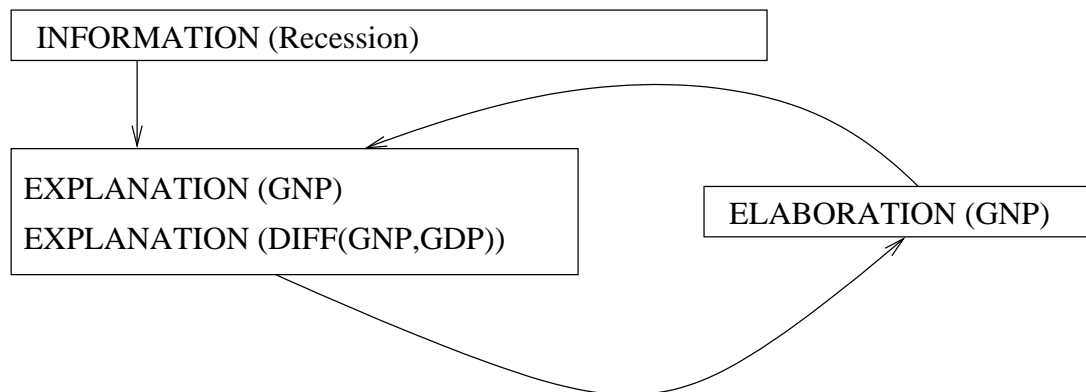 INFORMATION (Recession)
EXPLANATION (GNP)
EXPLANATION (DIFF(GNP,GDP))
ELABORATION (GNP)